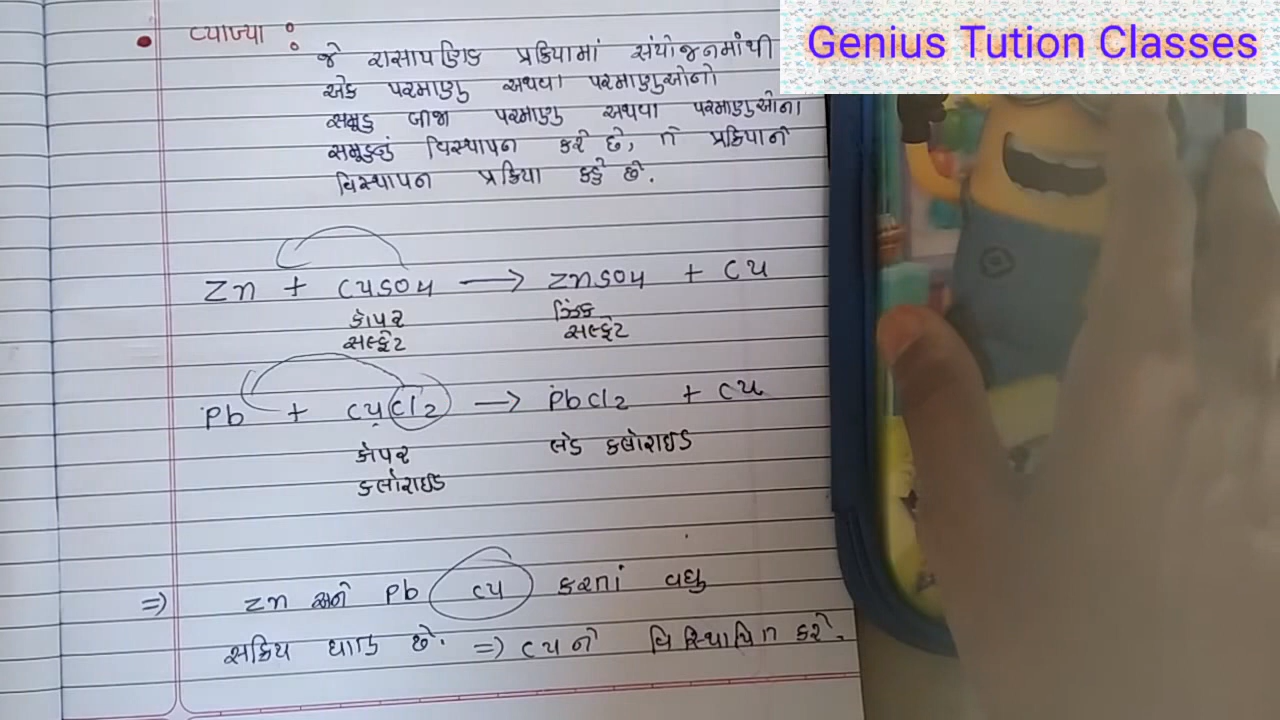 Genius Tution Classes
વ્યાખ્યા :
જે રાસાયણિક પ્રક્રિયામાં સંયોજનમાંથી
એક પરમાણુ અથવા પરમાણુઓનો
સમૂહ બીજા પરમાણુ અથવા પરમાણુઓના
સમૂહનું વિસ્થાપન કરે છે, તે પ્રક્રિયાને
વિસ્થાપન પ્રક્રિયા કહે છે.
Zn + CuSO4 → ZnSO4 + Cu
કોપર ઝિંક
સલ્ફેટ સલ્ફેટ
Pb + CuCl2 → PbCl2 + Cu
કોપર લેડ ક્લોરાઇડ
ક્લોરાઇડ
⇒ Zn અને Pb Cu કરતાં વધુ
સક્રિય ધાતુ છે. ⇒ Cu ને વિસ્થાપિત કરે.